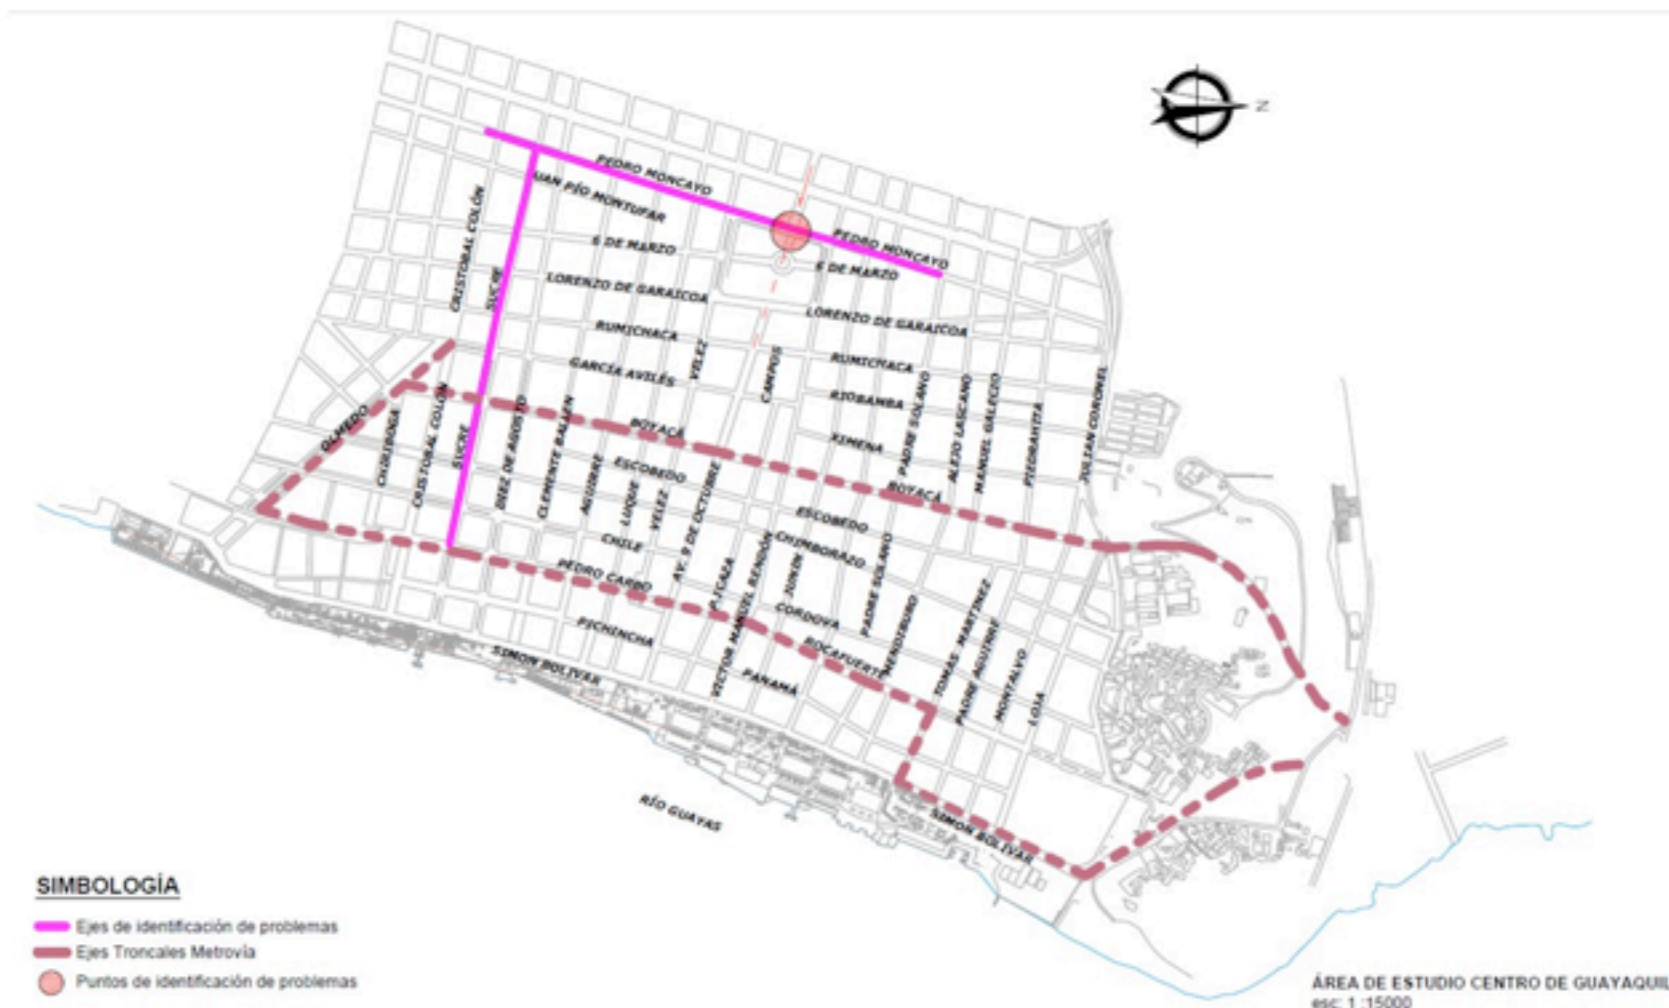 N
PEDRO MONCAYO
JUAN PÍO MONTUFAR
PEDRO MONCAYO
6 DE MARZO
6 DE MARZO
CRISTOBAL COLÓN
SUCRE
LORENZO DE GARAICOA
LORENZO DE GARAICOA
RUMICHACA
RUMICHACA
GARCÍA AVILÉS
VELEZ
CAMPOS
RIOBAMBA
XIMENA
PADRE SOLANO
ALEJO LASCANO
MANUEL GALECIO
PIEDRAHITA
JULIAN CORONEL
OLMEDO
CHIRIBOGA
CRISTOBAL COLÓN
SUCRE
DIEZ DE AGOSTO
CLEMENTE BALLEN
AGUIRRE
LUQUE
VELEZ
AV. 9 DE OCTUBRE
BOYACÁ
BOYACÁ
ESCOBEDO
ESCOBEDO
CHILE
CHIMBORAZO
PEDRO CARBO
P. ICAZA
VICTOR MANUEL RENDÓN
JUNIN
CORDOVA
PADRE SOLANO
MENDIBURO
ROCAFUERTE
TOMAS MARTINEZ
PADRE AGUIRRE
MONTALVO
LOJA
PICHINCHA
PANAMÁ
SIMON BOLIVAR
SIMON BOLIVAR
RÍO GUAYAS
SIMBOLOGÍA
Ejes de identificación de problemas
Ejes Troncales Metrovía
Puntos de identificación de problemas
ÁREA DE ESTUDIO CENTRO DE GUAYAQUIL
esc: 1 :15000